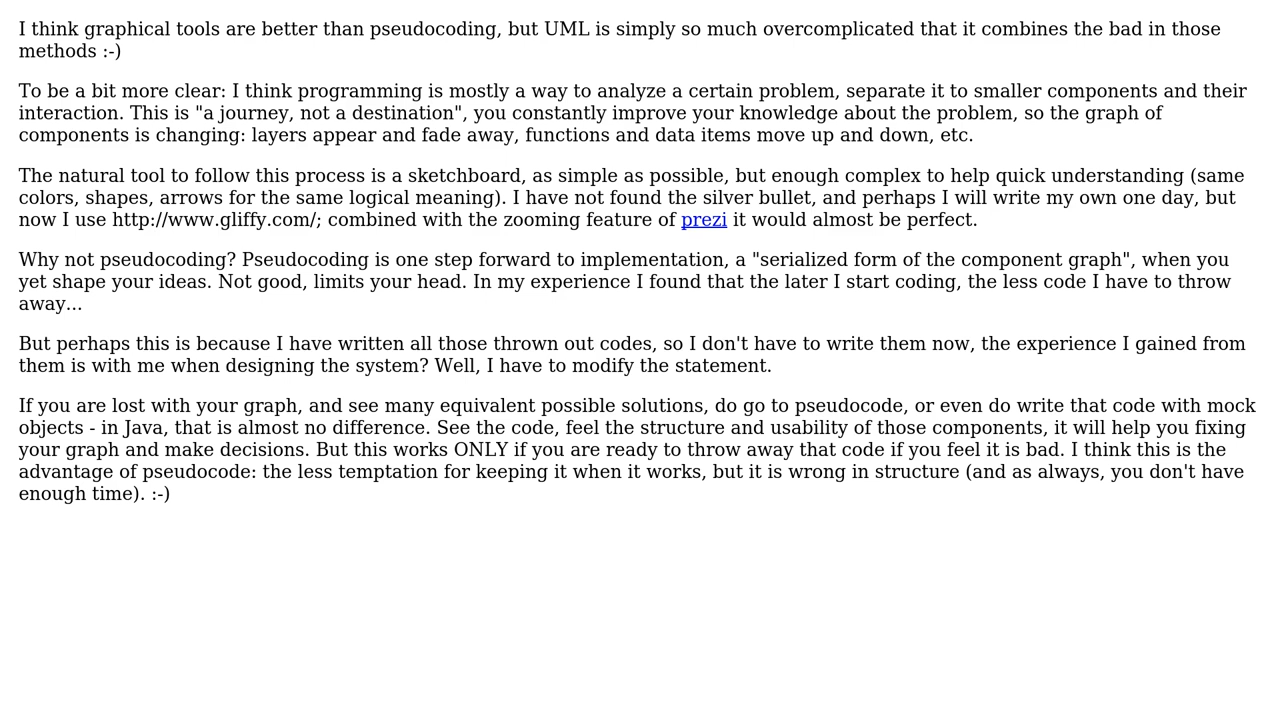 I think graphical tools are better than pseudocoding, but UML is simply so much overcomplicated that it combines the bad in those
methods :-)
To be a bit more clear: I think programming is mostly a way to analyze a certain problem, separate it to smaller components and their
interaction. This is "a journey, not a destination", you constantly improve your knowledge about the problem, so the graph of
components is changing: layers appear and fade away, functions and data items move up and down, etc.
The natural tool to follow this process is a sketchboard, as simple as possible, but enough complex to help quick understanding (same
colors, shapes, arrows for the same logical meaning). I have not found the silver bullet, and perhaps I will write my own one day, but
now I use http://www.gliffy.com/; combined with the zooming feature of prezi it would almost be perfect.
Why not pseudocoding? Pseudocoding is one step forward to implementation, a "serialized form of the component graph", when you
yet shape your ideas. Not good, limits your head. In my experience I found that the later I start coding, the less code I have to throw
away...
But perhaps this is because I have written all those thrown out codes, so I don't have to write them now, the experience I gained from
them is with me when designing the system? Well, I have to modify the statement.
If you are lost with your graph, and see many equivalent possible solutions, do go to pseudocode, or even do write that code with mock
objects - in Java, that is almost no difference. See the code, feel the structure and usability of those components, it will help you fixing
your graph and make decisions. But this works ONLY if you are ready to throw away that code if you feel it is bad. I think this is the
advantage of pseudocode: the less temptation for keeping it when it works, but it is wrong in structure (and as always, you don't have
enough time). :-)